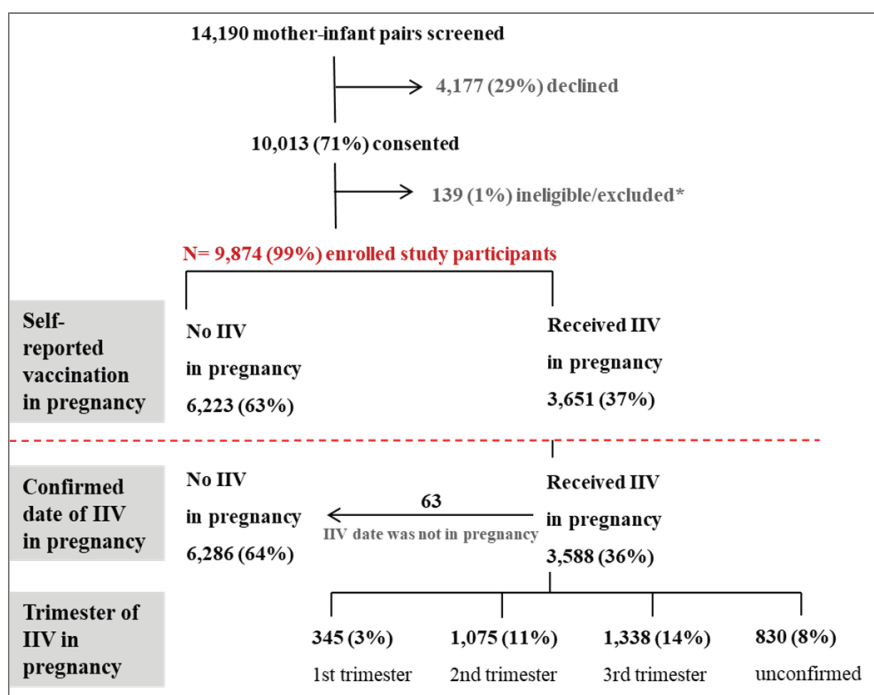 14,190 mother-infant pairs screened
4,177 (29%) declined
10,013 (71%) consented
139 (1%) ineligible/excluded*
N= 9,874 (99%) enrolled study participants
Self-
reported
vaccination
in pregnancy
No IIV
in pregnancy
6,223 (63%)
Received IIV
in pregnancy
3,651 (37%)
Confirmed
date of IIV
in pregnancy
No IIV
in pregnancy
6,286 (64%)
63
IIV date was not in pregnancy
Received IIV
in pregnancy
3,588 (36%)
Trimester of
IIV in
pregnancy
345 (3%)
1st trimester
1,075 (11%)
2nd trimester
1,338 (14%)
3rd trimester
830 (8%)
unconfirmed